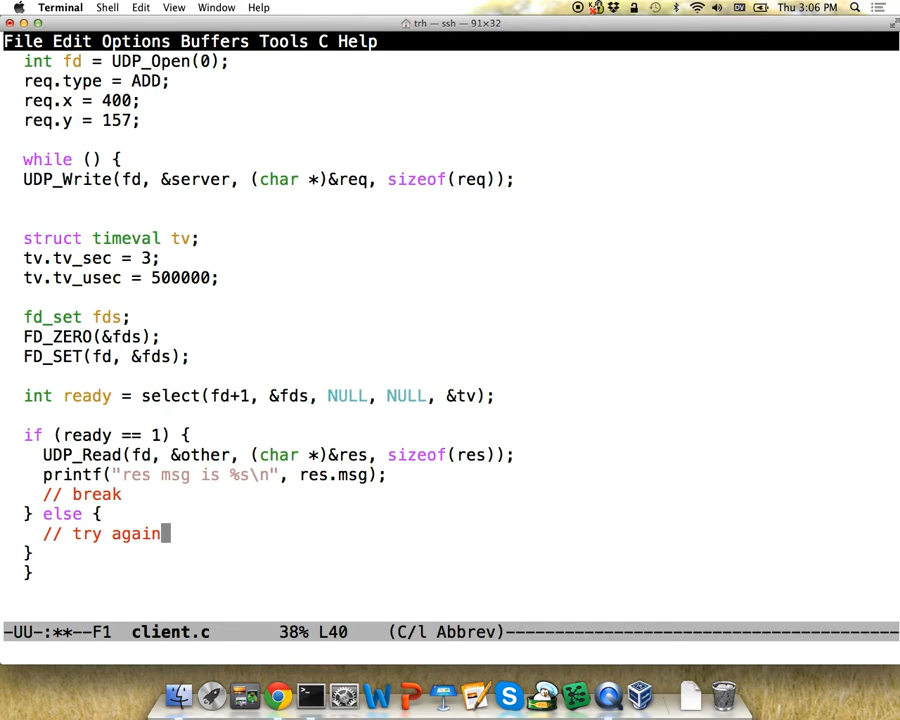 Terminal Shell Edit View Window Help Thu 3:06 PM
trh — ssh — 91×32
File Edit Options Buffers Tools C Help
int fd = UDP_Open(0);
req.type = ADD;
req.x = 400;
req.y = 157;
while () {
UDP_Write(fd, &server, (char *)&req, sizeof(req));
struct timeval tv;
tv.tv_sec = 3;
tv.tv_usec = 500000;
fd_set fds;
FD_ZERO(&fds);
FD_SET(fd, &fds);
int ready = select(fd+1, &fds, NULL, NULL, &tv);
if (ready == 1) {
UDP_Read(fd, &other, (char *)&res, sizeof(res));
printf("res msg is %s\n", res.msg);
// break
} else {
// try again
}
}
-UU-:**--F1 client.c 38% L40 (C/l Abbrev)----------------------------------------